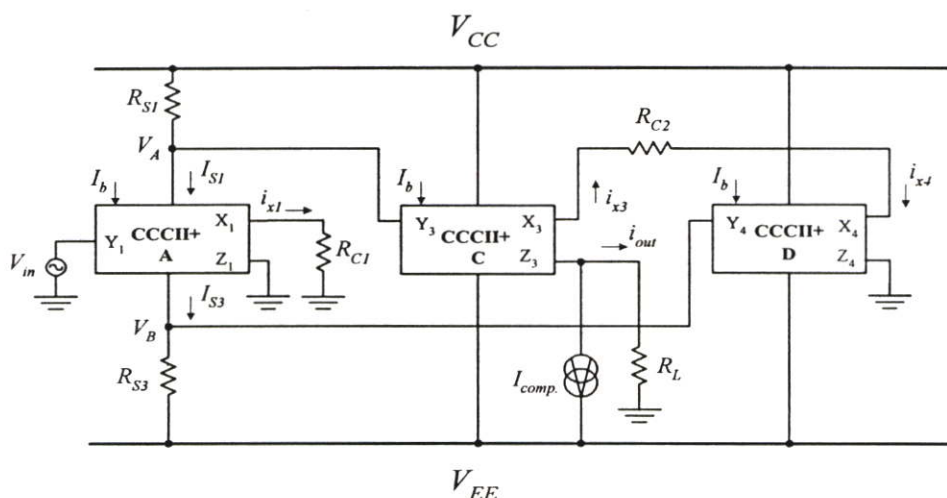 V_CC
R_S1
V_A
I_b
I_S1
i_x1
Y_1
CCCII+
A
X_1
Z_1
V_in
R_C1
I_S3
V_B
R_S3
I_b
Y_3
CCCII+
C
X_3
Z_3
i_x3
i_out
R_C2
I_comp.
R_L
I_b
Y_4
CCCII+
D
X_4
Z_4
i_x4
V_EE